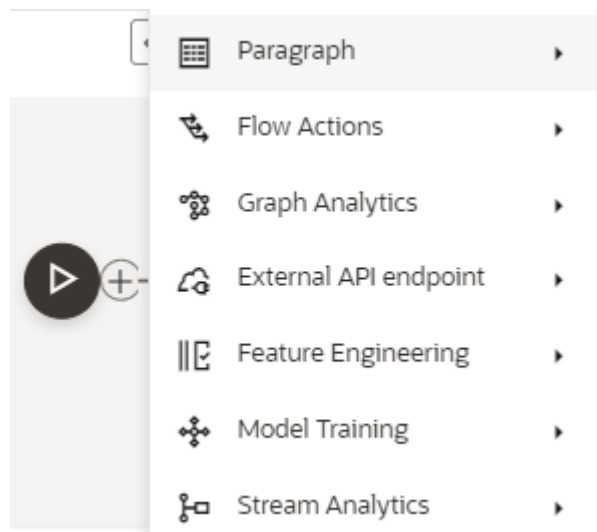 Paragraph
Flow Actions
Graph Analytics
External API endpoint
Feature Engineering
Model Training
Stream Analytics